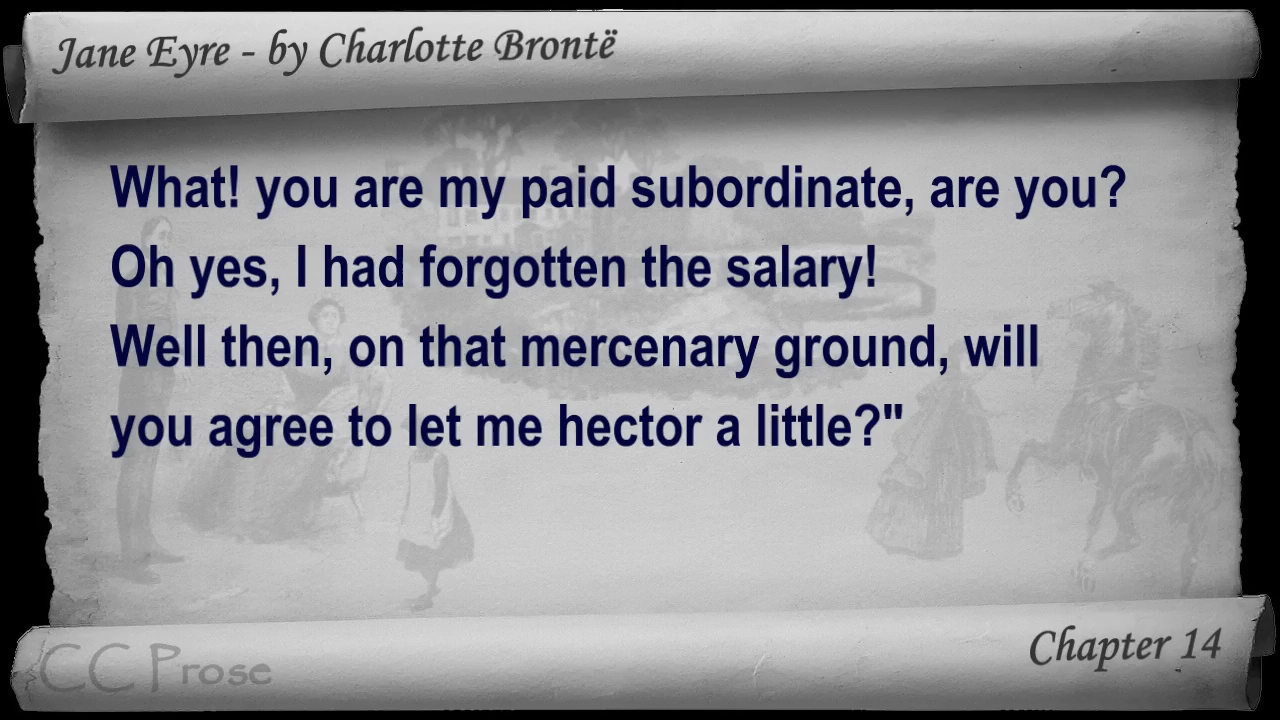 Jane Eyre - by Charlotte Brontë
What! you are my paid subordinate, are you?
Oh yes, I had forgotten the salary!
Well then, on that mercenary ground, will
you agree to let me hector a little?"
Chapter 14
CC Prose